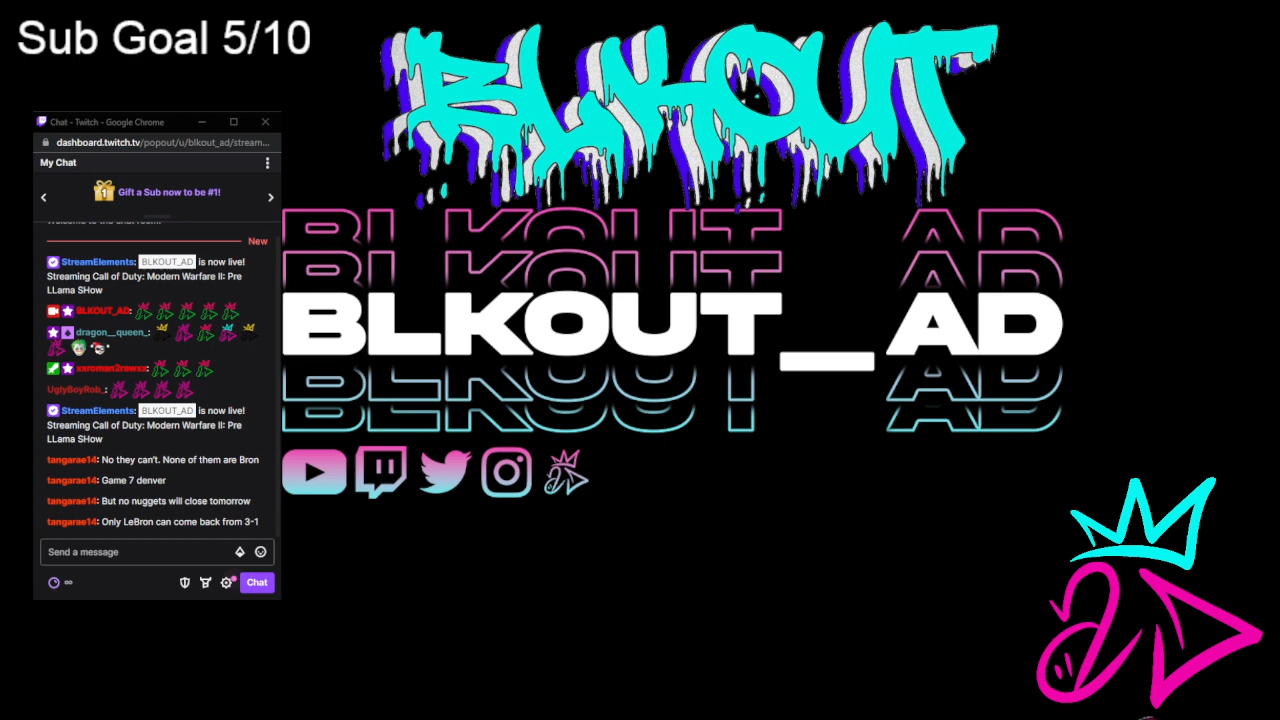 Sub Goal 5/10
BLKOUT
Chat - Twitch - Google Chrome
dashboard.twitch.tv/popout/u/blkout_ad/stream...
My Chat
Gift a Sub now to be #1!
New
StreamElements: BLKOUT_AD is now live!
Streaming Call of Duty: Modern Warfare II: Pre
LLama SHow
BLKOUT_AD:
dragon__queen_:
xxroman2rawxx:
UglyBoyRob_:
StreamElements: BLKOUT_AD is now live!
Streaming Call of Duty: Modern Warfare II: Pre
LLama SHow
tangarae14: No they can't. None of them are Bron
tangarae14: Game 7 denver
tangarae14: But no nuggets will close tomorrow
tangarae14: Only LeBron can come back from 3-1
Send a message
Chat
BLKOUT_AD
BLKOUT_AD
BLKOUT_AD
BLKOUT_AD
BLKOUT_AD
AD